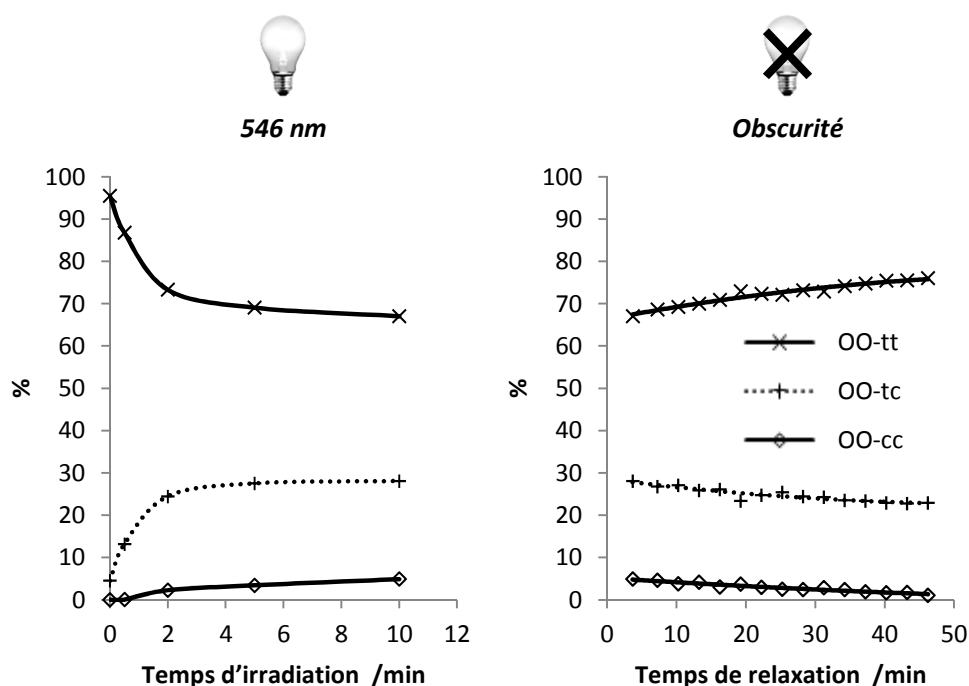 546 nm
Obscurité
100
90
80
70
60
50
40
30
20
10
0
%
0 2 4 6 8 10 12
Temps d'irradiation /min
100
90
80
70
60
50
40
30
20
10
0
%
0 10 20 30 40 50
Temps de relaxation /min
OO-tt
OO-tc
OO-cc